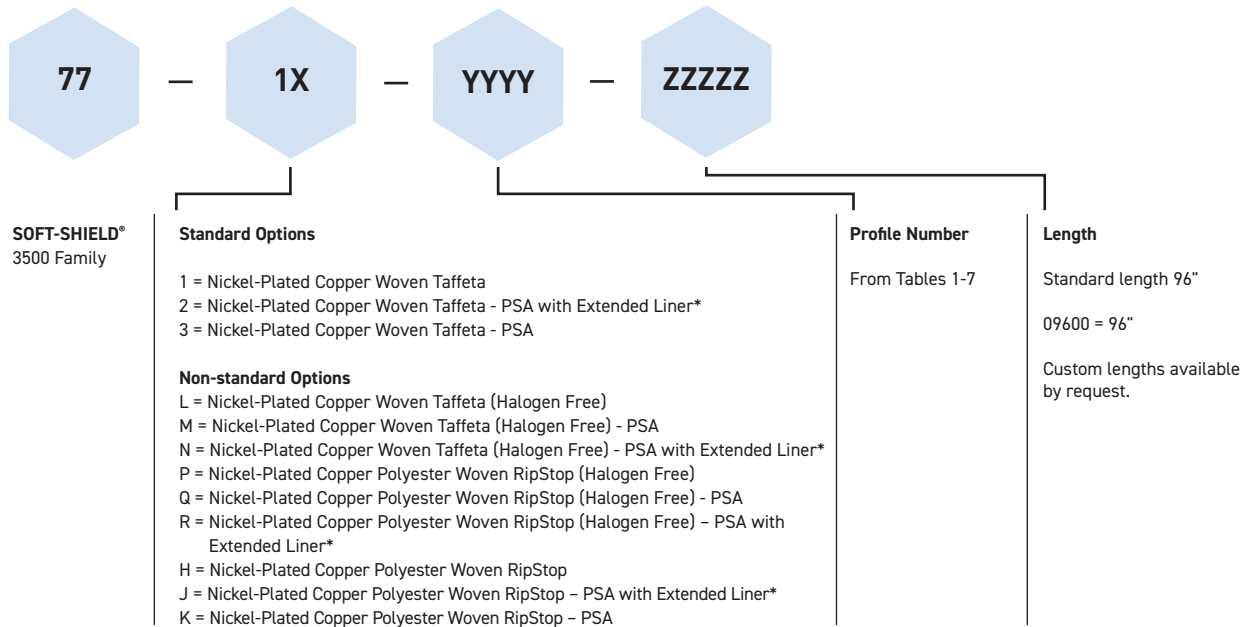 77 — 1X — YYYY — ZZZZZ
SOFT-SHIELD®
3500 Family
Standard Options
1 = Nickel-Plated Copper Woven Taffeta
2 = Nickel-Plated Copper Woven Taffeta - PSA with Extended Liner*
3 = Nickel-Plated Copper Woven Taffeta - PSA
Non-standard Options
L = Nickel-Plated Copper Woven Taffeta (Halogen Free)
M = Nickel-Plated Copper Woven Taffeta (Halogen Free) - PSA
N = Nickel-Plated Copper Woven Taffeta (Halogen Free) - PSA with Extended Liner*
P = Nickel-Plated Copper Polyester Woven RipStop (Halogen Free)
Q = Nickel-Plated Copper Polyester Woven RipStop (Halogen Free) - PSA
R = Nickel-Plated Copper Polyester Woven RipStop (Halogen Free) – PSA with
Extended Liner*
H = Nickel-Plated Copper Polyester Woven RipStop
J = Nickel-Plated Copper Polyester Woven RipStop – PSA with Extended Liner*
K = Nickel-Plated Copper Polyester Woven RipStop – PSA
Profile Number
From Tables 1-7
Length
Standard length 96"
09600 = 96"
Custom lengths available
by request.